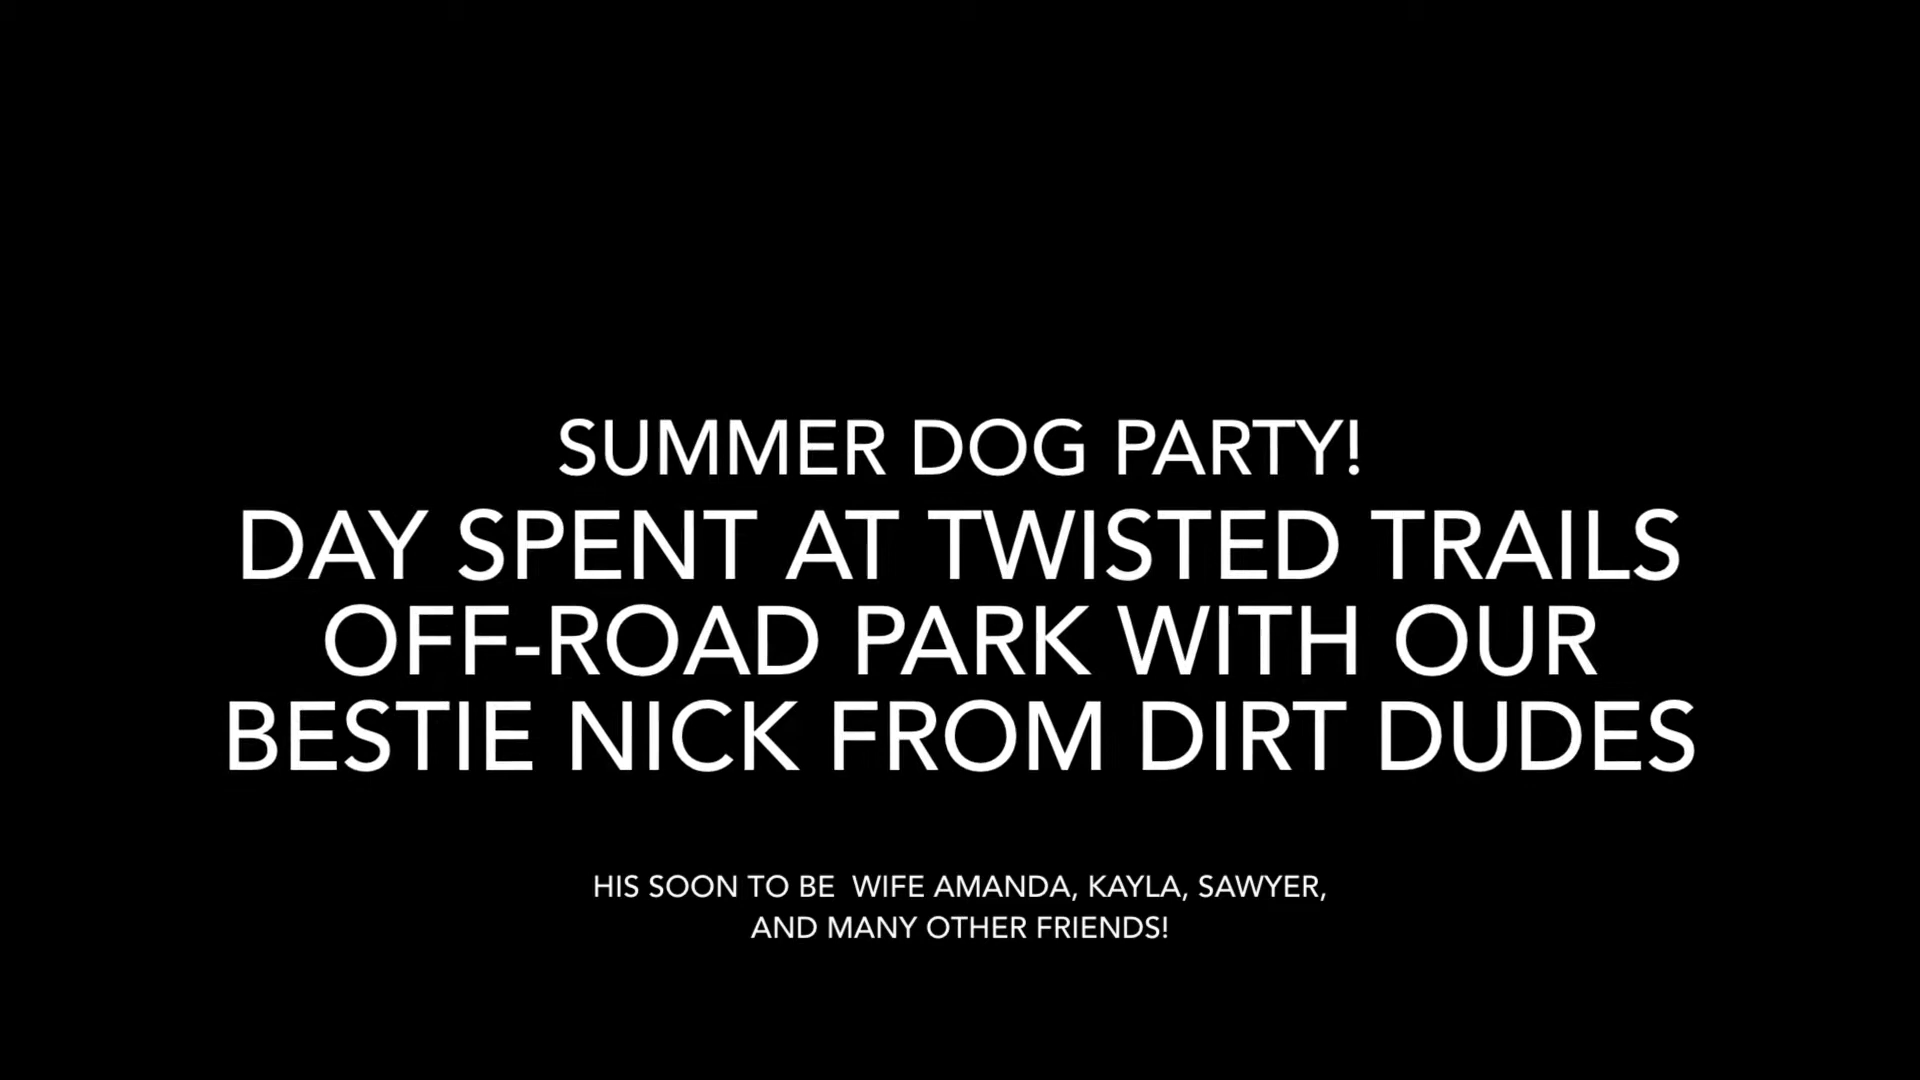 SUMMER DOG PARTY!
DAY SPENT AT TWISTED TRAILS
OFF-ROAD PARK WITH OUR
BESTIE NICK FROM DIRT DUDES
HIS SOON TO BE  WIFE AMANDA, KAYLA, SAWYER,
AND MANY OTHER FRIENDS!